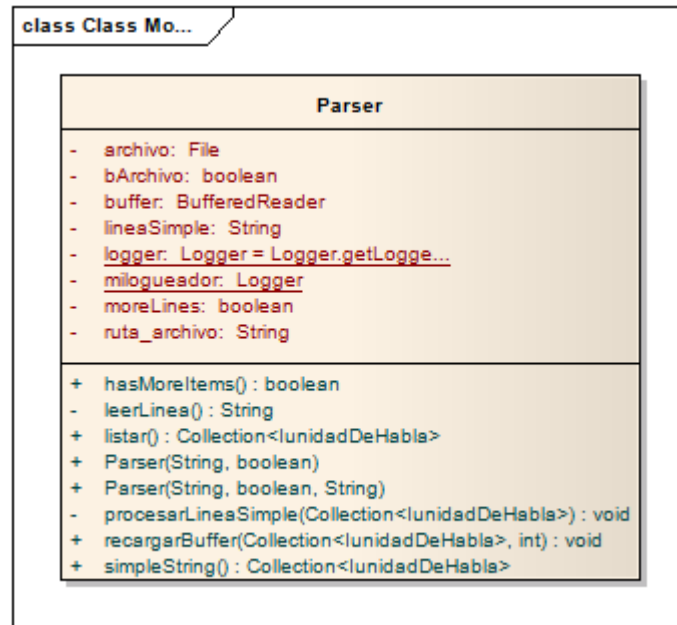 class Class Mo...
Parser
- archivo: File
- bArchivo: boolean
- buffer: BufferedReader
- lineaSimple: String
- logger: Logger = Logger.getLogge...
- milogueador: Logger
- moreLines: boolean
- ruta_archivo: String
+ hasMoreItems() : boolean
- leerLinea() : String
+ listar() : Collection<IunidadDeHabla>
+ Parser(String, boolean)
+ Parser(String, boolean, String)
- procesarLineaSimple(Collection<IunidadDeHabla>) : void
+ recargarBuffer(Collection<IunidadDeHabla>, int) : void
+ simpleString() : Collection<IunidadDeHabla>